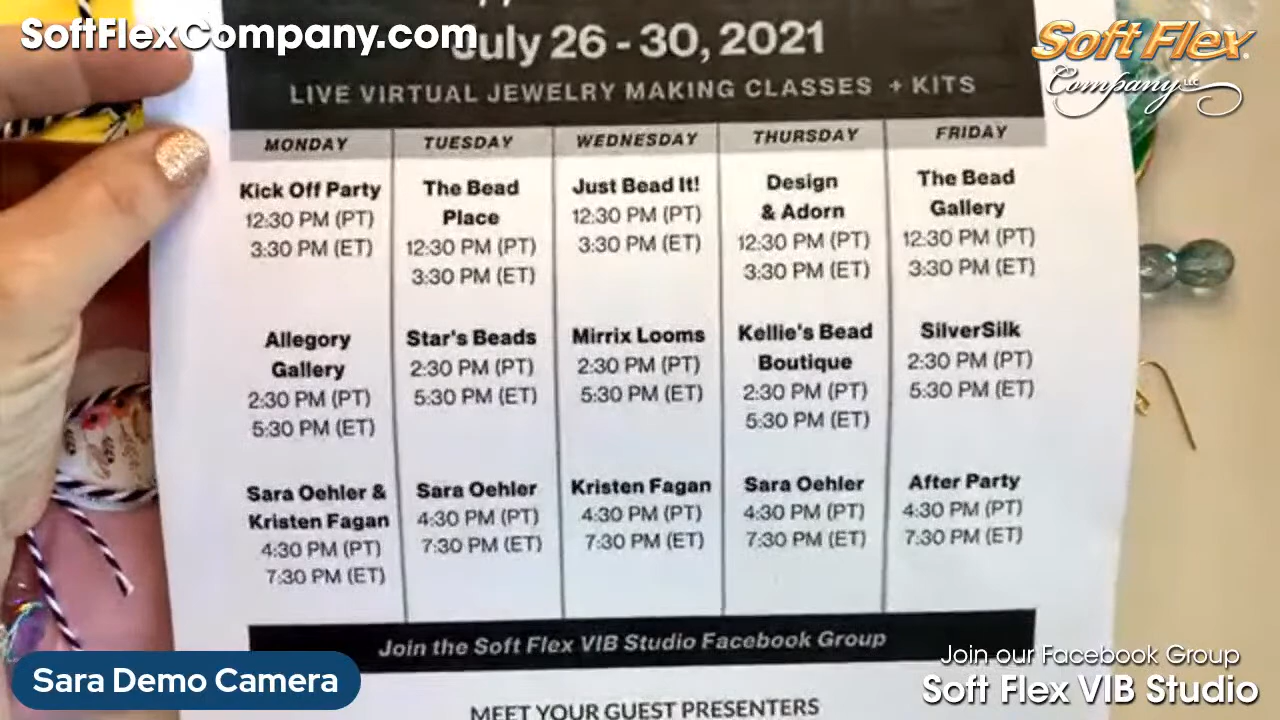 SoftFlexCompany.com
Soft Flex
Company LLC
July 26 - 30, 2021
LIVE VIRTUAL JEWELRY MAKING CLASSES + KITS
MONDAY
Kick Off Party
12:30 PM (PT)
3:30 PM (ET)
Allegory
Gallery
2:30 PM (PT)
5:30 PM (ET)
Sara Oehler &
Kristen Fagan
4:30 PM (PT)
7:30 PM (ET)
TUESDAY
The Bead
Place
12:30 PM (PT)
3:30 PM (ET)
Star's Beads
2:30 PM (PT)
5:30 PM (ET)
Sara Oehler
4:30 PM (PT)
7:30 PM (ET)
WEDNESDAY
Just Bead It!
12:30 PM (PT)
3:30 PM (ET)
Mirrix Looms
2:30 PM (PT)
5:30 PM (ET)
Kristen Fagan
4:30 PM (PT)
7:30 PM (ET)
THURSDAY
Design
& Adorn
12:30 PM (PT)
3:30 PM (ET)
Kellie's Bead
Boutique
2:30 PM (PT)
5:30 PM (ET)
Sara Oehler
4:30 PM (PT)
7:30 PM (ET)
FRIDAY
The Bead
Gallery
12:30 PM (PT)
3:30 PM (ET)
SilverSilk
2:30 PM (PT)
5:30 PM (ET)
After Party
4:30 PM (PT)
7:30 PM (ET)
Join the Soft Flex VIB Studio Facebook Group
MEET YOUR GUEST PRESENTERS
Sara Demo Camera
Join our Facebook Group
Soft Flex VIB Studio